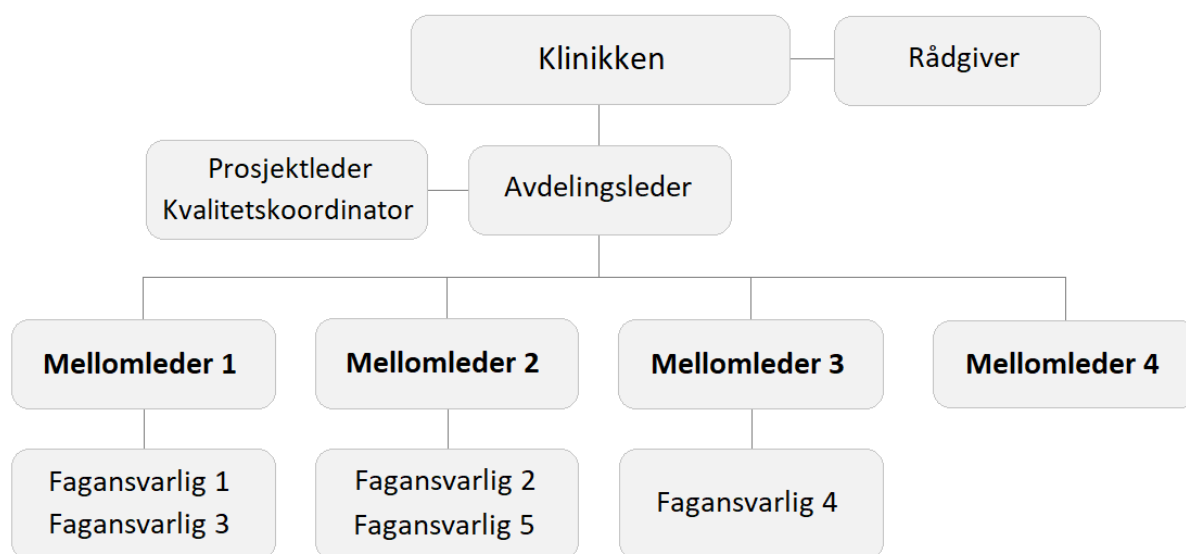 Klinikken
Rådgiver
Prosjektleder
Kvalitetskoordinator
Avdelingsleder
Mellomleder 1
Mellomleder 2
Mellomleder 3
Mellomleder 4
Fagansvarlig 1
Fagansvarlig 3
Fagansvarlig 2
Fagansvarlig 5
Fagansvarlig 4